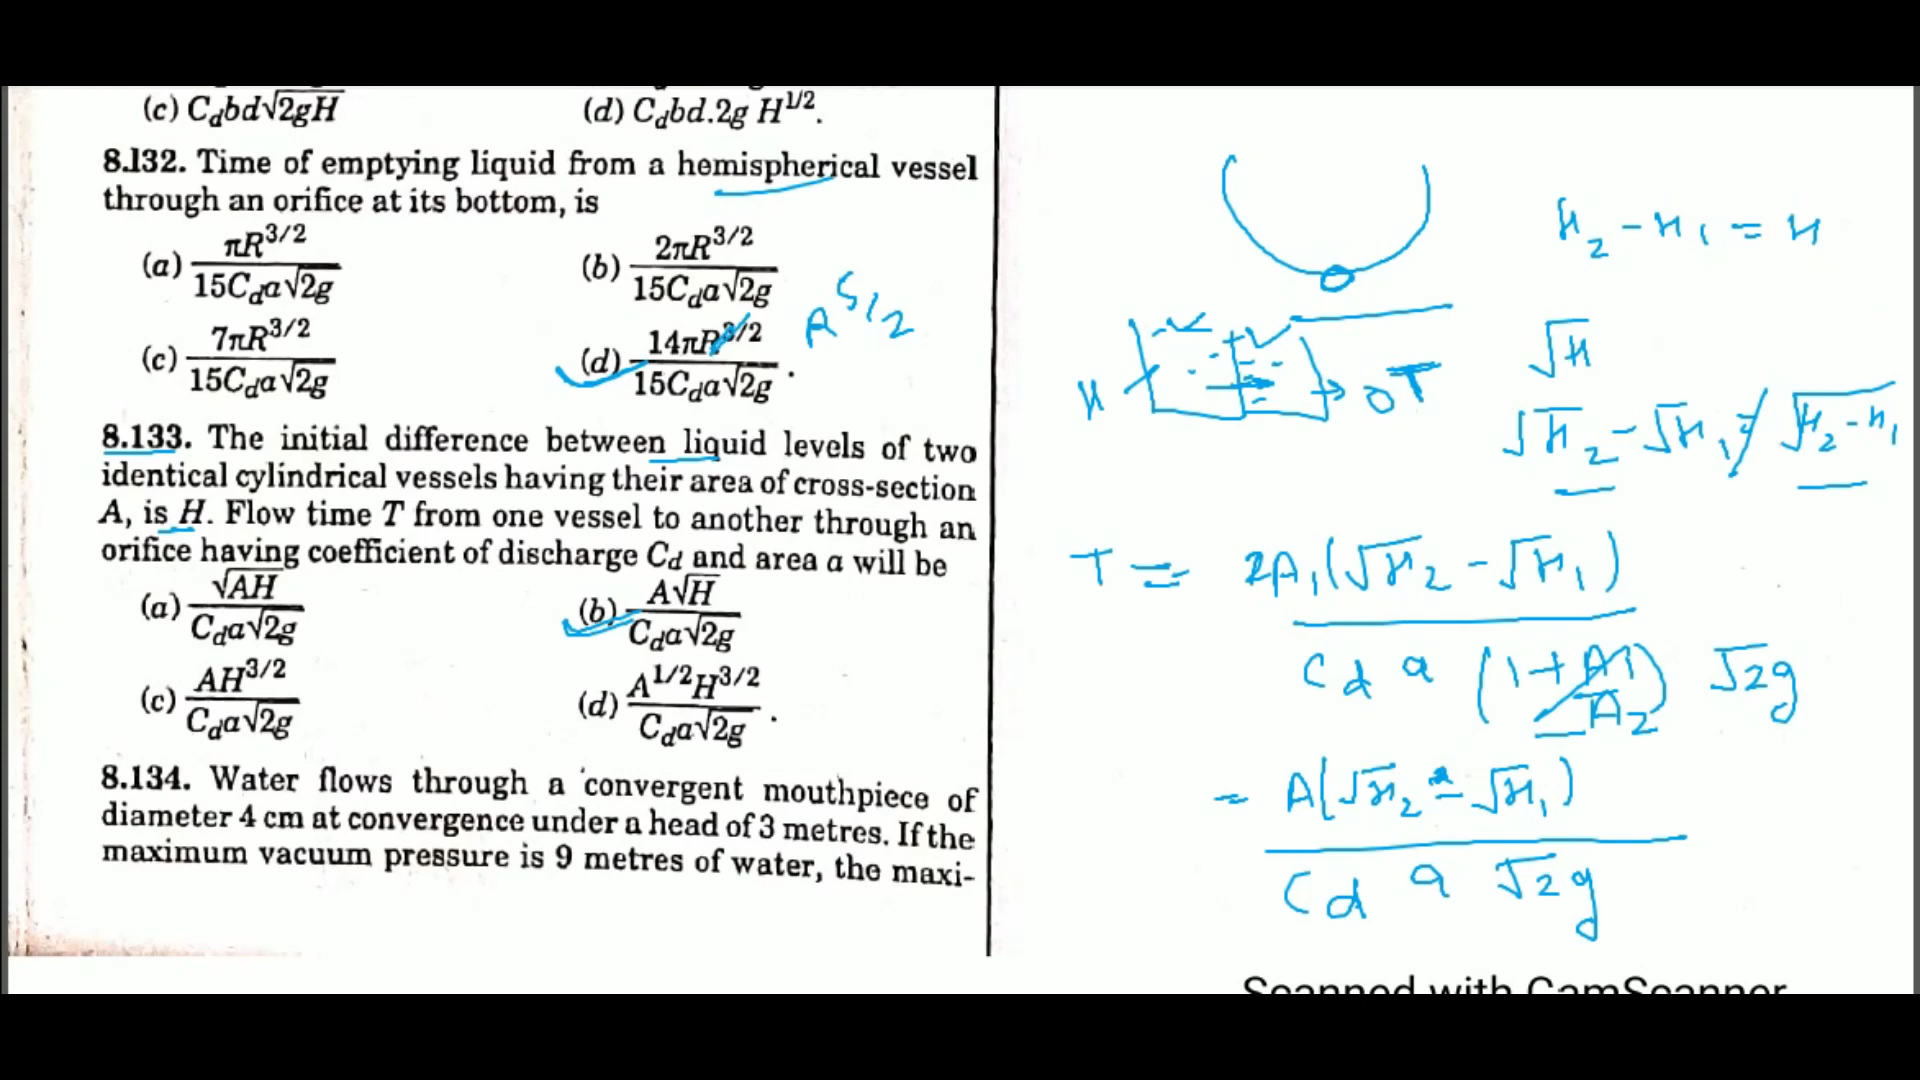 (c) C_d bd√2gH (d) C_d bd.2g H^1/2.
8.132. Time of emptying liquid from a hemispherical vessel
through an orifice at its bottom, is
(a) πR^3/2 / 15C_d a√2g (b) 2πR^3/2 / 15C_d a√2g
(c) 7πR^3/2 / 15C_d a√2g (d) 14πR^3/2 / 15C_d a√2g .
R^5/2
8.133. The initial difference between liquid levels of two
identical cylindrical vessels having their area of cross-section
A, is H. Flow time T from one vessel to another through an
orifice having coefficient of discharge C_d and area a will be
(a) √AH / C_d a√2g (b) A√H / C_d a√2g
(c) AH^3/2 / C_d a√2g (d) A^1/2 H^3/2 / C_d a√2g .
8.134. Water flows through a convergent mouthpiece of
diameter 4 cm at convergence under a head of 3 metres. If the
maximum vacuum pressure is 9 metres of water, the maxi-
H_2 - H_1 = H
H
T
√H
√H_2 - √H_1 ≠ √H_2 - H_1
T = 2A_1(√H_2 - √H_1) / C_d a (1 + A_1/A_2) √2g
= A(√H_2 - √H_1) / C_d a √2g
Scanned with CamScanner